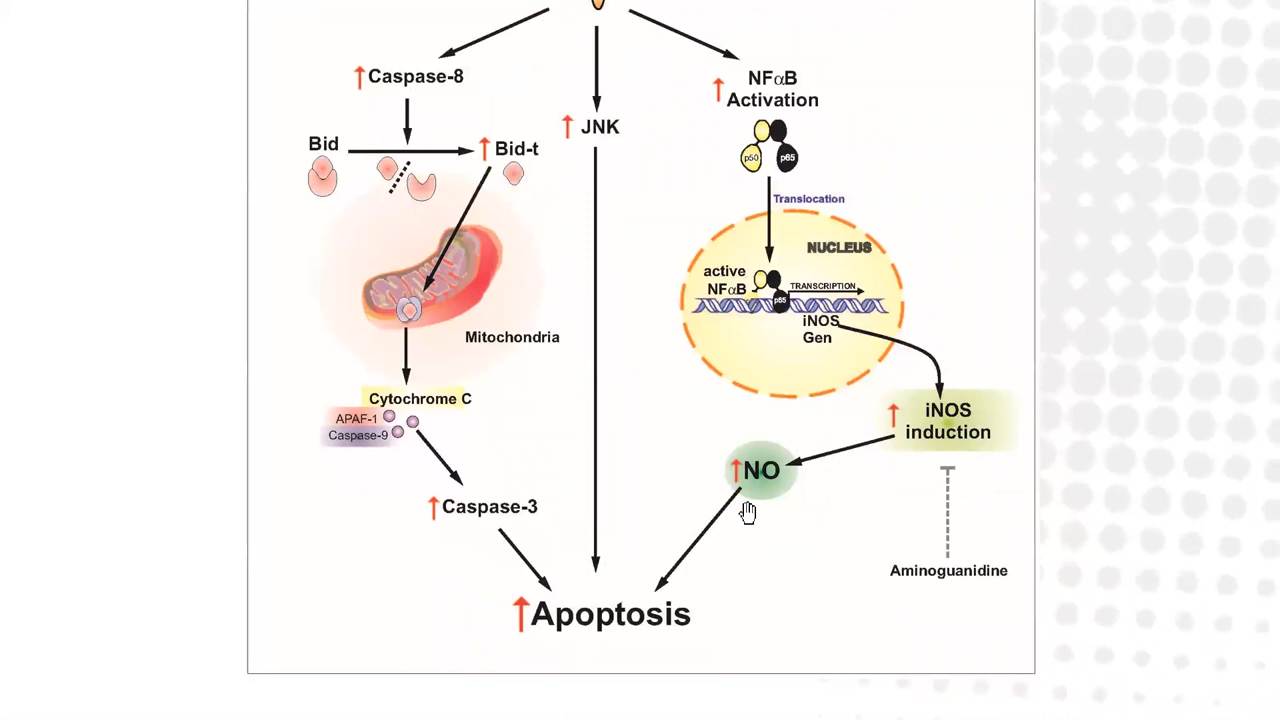 ↑Caspase-8
NFαB
↑ Activation
↑ JNK
Bid
↑ Bid-t
p50
p65
Translocation
NUCLEUS
active
NFαB
TRANSCRIPTION
p65
iNOS
Gen
Mitochondria
Cytochrome C
APAF-1
Caspase-9
↑ iNOS
induction
↑NO
↑Caspase-3
Aminoguanidine
↑Apoptosis